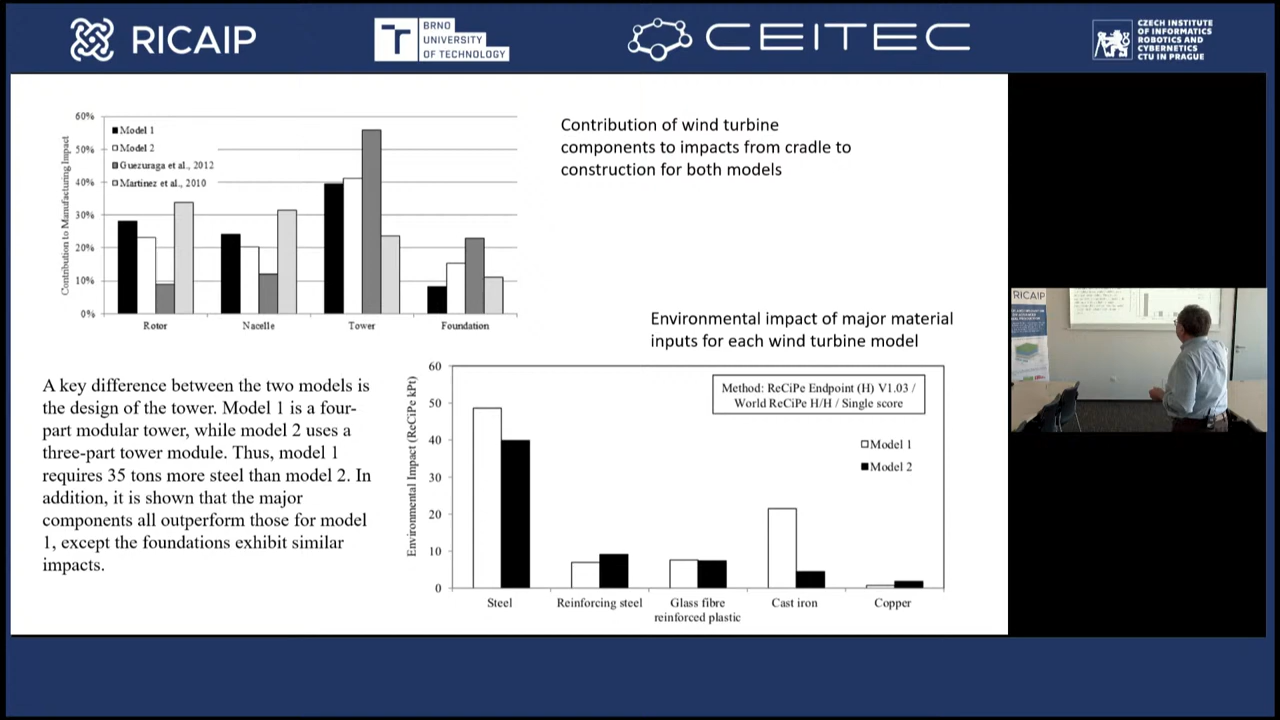 RICAIP
BRNO
UNIVERSITY
OF TECHNOLOGY
CEITEC
CZECH INSTITUTE
OF INFORMATICS
ROBOTICS AND
CYBERNETICS
CTU IN PRAGUE
Contribution to Manufacturing Impact
60%
50%
40%
30%
20%
10%
0%
Model 1
Model 2
Guezuraga et al., 2012
Martinez et al., 2010
Rotor
Nacelle
Tower
Foundation
Contribution of wind turbine
components to impacts from cradle to
construction for both models
Environmental impact of major material
inputs for each wind turbine model
A key difference between the two models is
the design of the tower. Model 1 is a four-
part modular tower, while model 2 uses a
three-part tower module. Thus, model 1
requires 35 tons more steel than model 2. In
addition, it is shown that the major
components all outperform those for model
1, except the foundations exhibit similar
impacts.
Environmental Impact (ReCiPe kPt)
60
50
40
30
20
10
0
Method: ReCiPe Endpoint (H) V1.03 /
World ReCiPe H/H / Single score
Model 1
Model 2
Steel
Reinforcing steel
Glass fibre
reinforced plastic
Cast iron
Copper
RICAIP